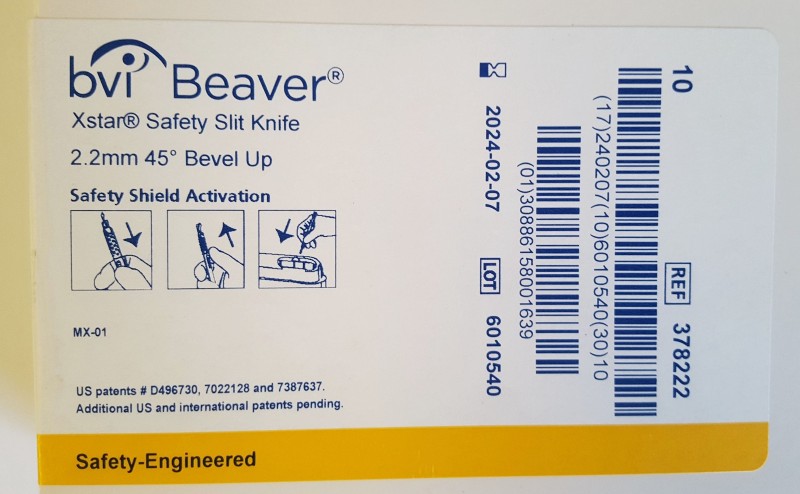 bvi Beaver®
Xstar® Safety Slit Knife
2.2mm 45° Bevel Up
Safety Shield Activation
MX-01
US patents # D496730, 7022128 and 7387637.
Additional US and international patents pending.
Safety-Engineered
10
REF 378222
(17)240207(10)6010540(30)10
(01)30886158001639
2024-02-07
LOT 6010540